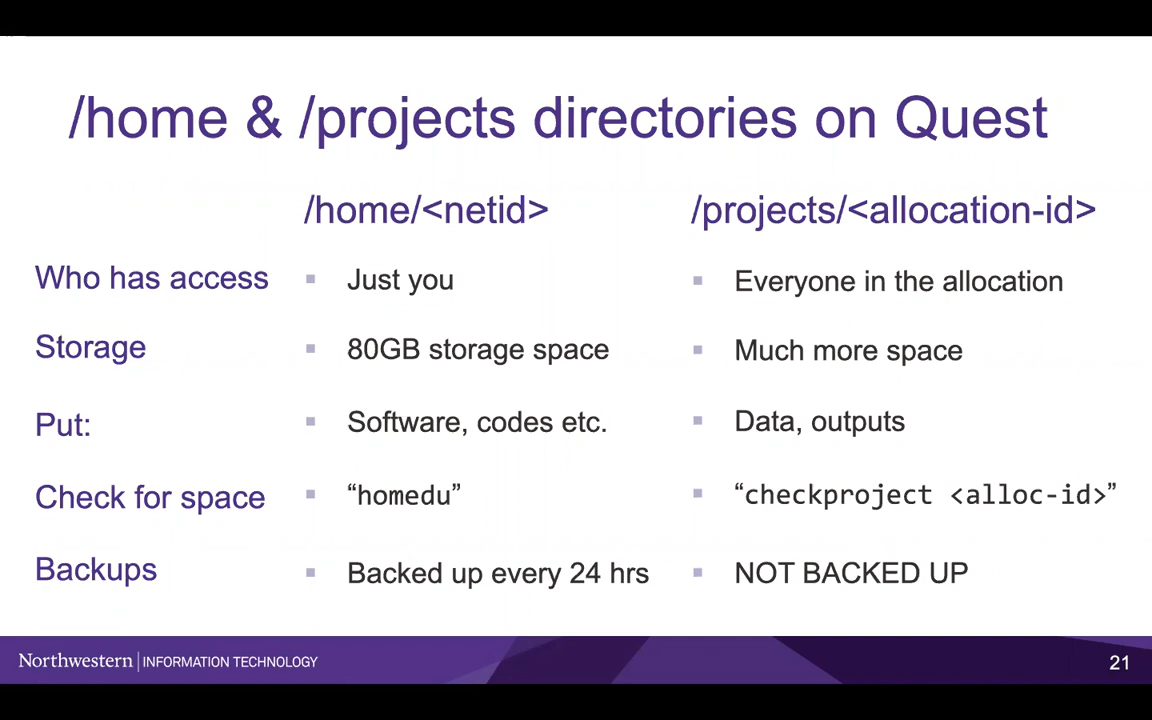 /home & /projects directories on Quest
/home/<netid> /projects/<allocation-id>
Who has access ▪ Just you ▪ Everyone in the allocation
Storage ▪ 80GB storage space ▪ Much more space
Put: ▪ Software, codes etc. ▪ Data, outputs
Check for space ▪ “homedu” ▪ “checkproject <alloc-id>”
Backups ▪ Backed up every 24 hrs ▪ NOT BACKED UP
Northwestern | INFORMATION TECHNOLOGY 21